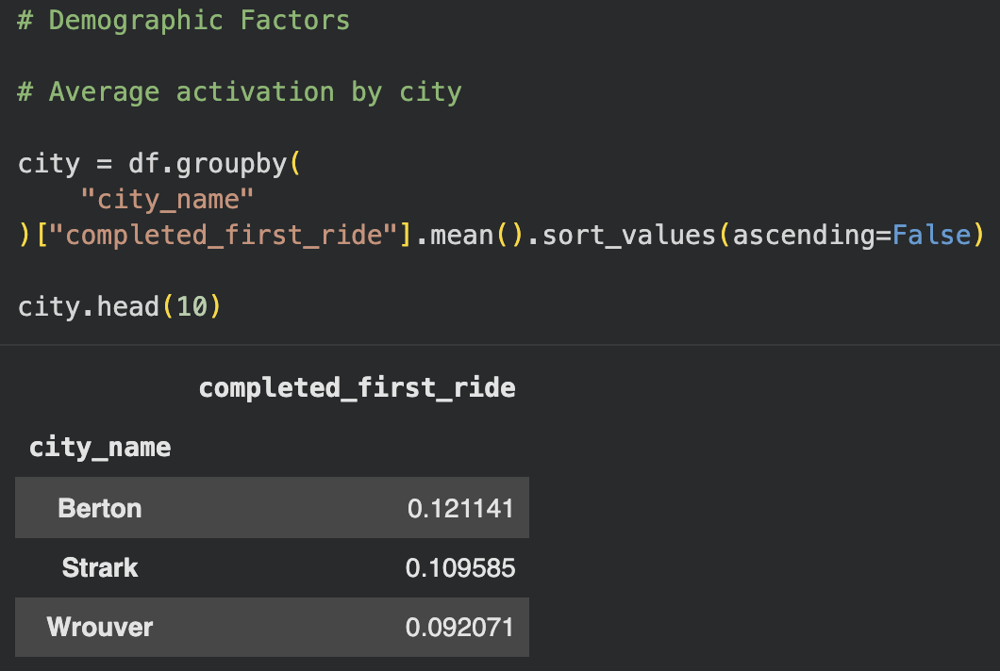 # Demographic Factors
# Average activation by city
city = df.groupby(
    "city_name"
)["completed_first_ride"].mean().sort_values(ascending=False)
city.head(10)
completed_first_ride
city_name
Berton 0.121141
Strark 0.109585
Wrouver 0.092071